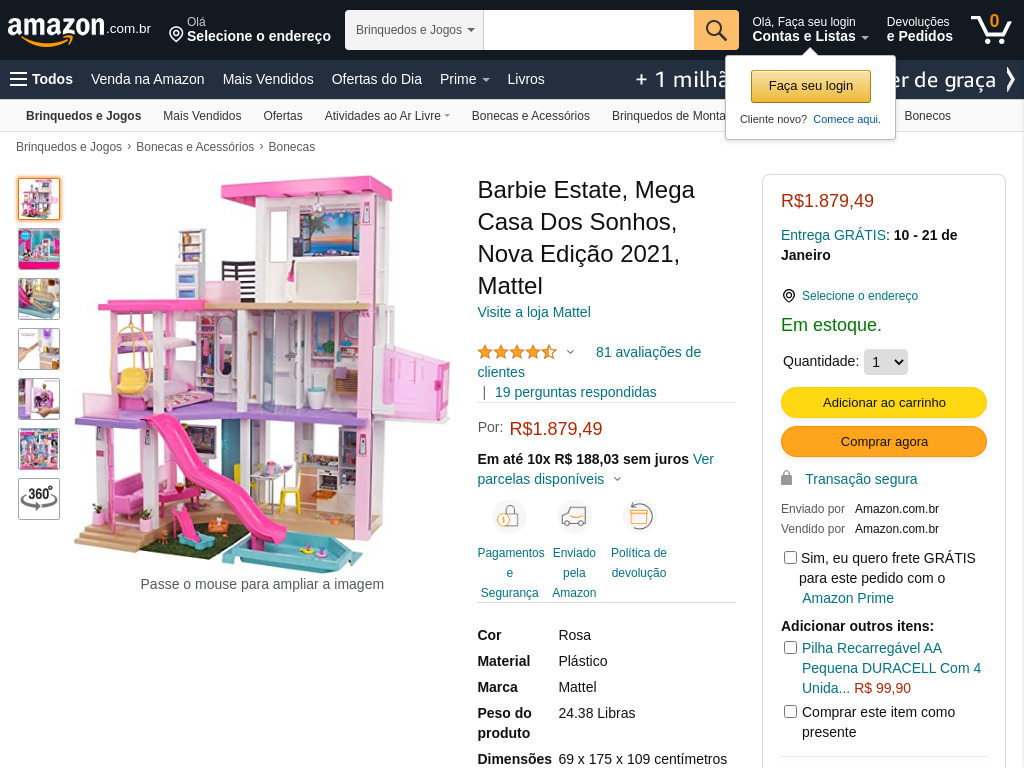 amazon.com.br
Olá
Selecione o endereço
Brinquedos e Jogos
Olá, Faça seu login
Contas e Listas
Devoluções
e Pedidos
0
Todos
Venda na Amazon
Mais Vendidos
Ofertas do Dia
Prime
Livros
+ 1 milhã
er de graça
Faça seu login
Cliente novo? Comece aqui.
Brinquedos e Jogos
Mais Vendidos
Ofertas
Atividades ao Ar Livre
Bonecas e Acessórios
Brinquedos de Monta
Bonecos
Brinquedos e Jogos › Bonecas e Acessórios › Bonecas
360°
Passe o mouse para ampliar a imagem
Barbie Estate, Mega
Casa Dos Sonhos,
Nova Edição 2021,
Mattel
Visite a loja Mattel
81 avaliações de
clientes
| 19 perguntas respondidas
Por: R$1.879,49
Em até 10x R$ 188,03 sem juros Ver
parcelas disponíveis
Pagamentos
e
Segurança
Enviado
pela
Amazon
Política de
devolução
Cor Rosa
Material Plástico
Marca Mattel
Peso do 24.38 Libras
produto
Dimensões 69 x 175 x 109 centímetros
R$1.879,49
Entrega GRÁTIS: 10 - 21 de
Janeiro
Selecione o endereço
Em estoque.
Quantidade: 1
Adicionar ao carrinho
Comprar agora
Transação segura
Enviado por Amazon.com.br
Vendido por Amazon.com.br
Sim, eu quero frete GRÁTIS
para este pedido com o
Amazon Prime
Adicionar outros itens:
Pilha Recarregável AA
Pequena DURACELL Com 4
Unida... R$ 99,90
Comprar este item como
presente